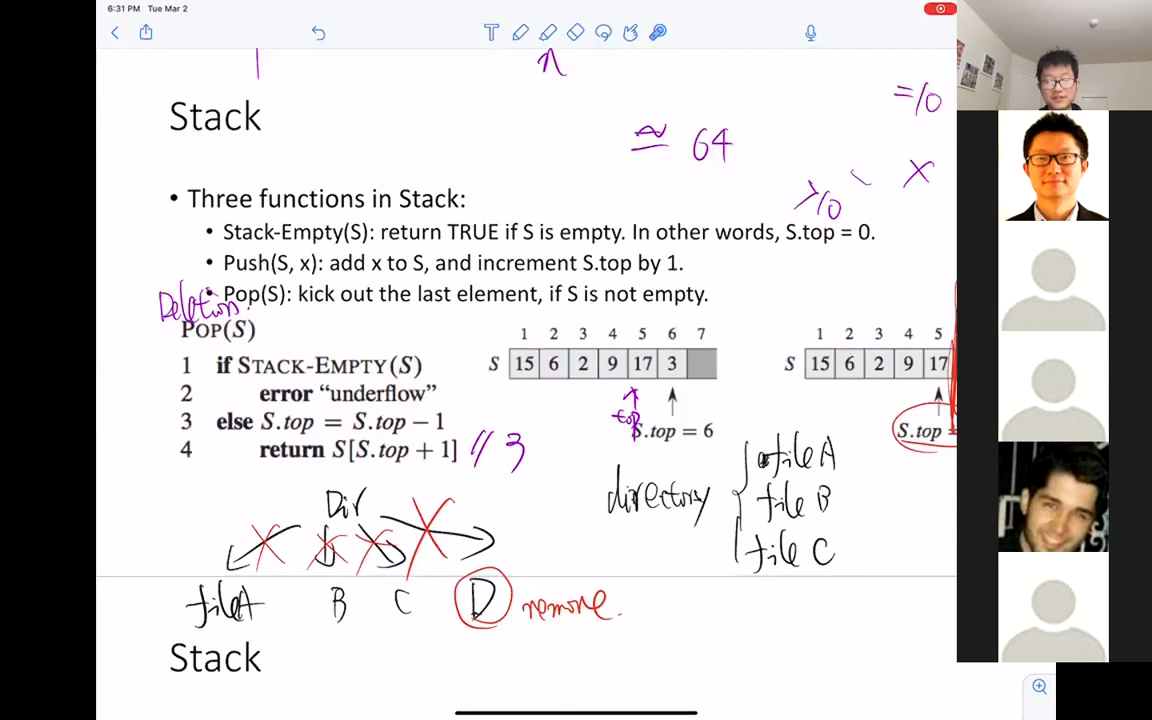 6:31 PM Tue Mar 2
n
=10
Stack
≅ 64
>10
x
• Three functions in Stack:
• Stack-Empty(S): return TRUE if S is empty. In other words, S.top = 0.
• Push(S, x): add x to S, and increment S.top by 1.
• Pop(S): kick out the last element, if S is not empty.
Deletion
POP(S)
1 if STACK-EMPTY(S)
2 error “underflow”
3 else S.top = S.top − 1
4 return S[S.top + 1] // 3
1 2 3 4 5 6 7
S 15 6 2 9 17 3
top
S.top = 6
1 2 3 4 5
S 15 6 2 9 17
S.top =
directory
file A
file B
file C
Dir
file A B C D remove.
Stack